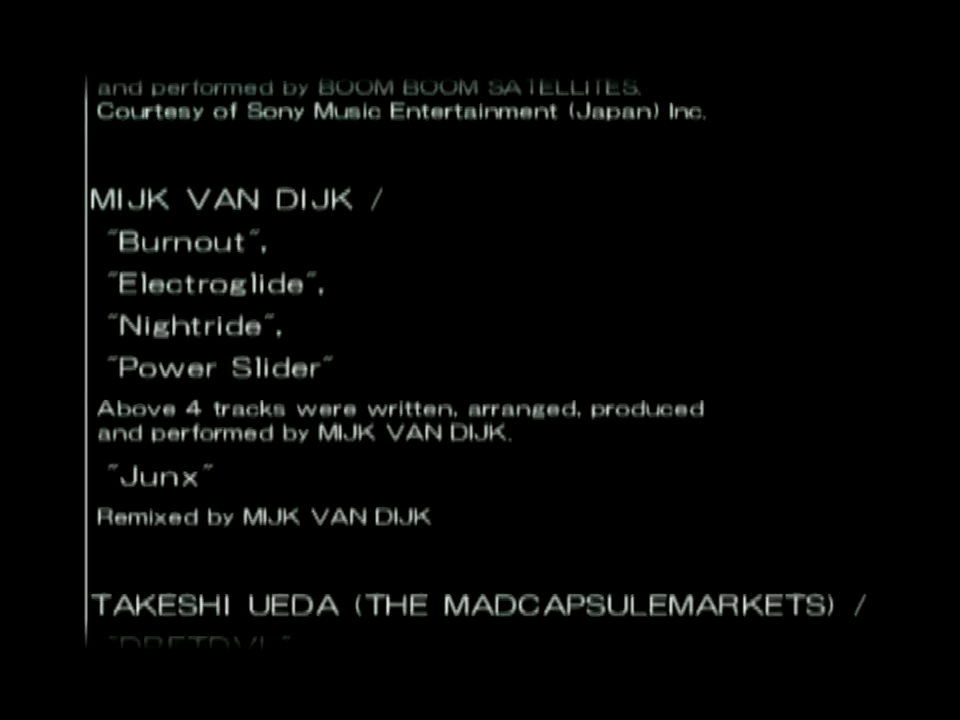 and performed by BOOM BOOM SATELLITES.
Courtesy of Sony Music Entertainment (Japan) Inc.
MIJK VAN DIJK /
"Burnout",
"Electroglide",
"Nightride",
"Power Slider"
Above 4 tracks were written, arranged, produced
and performed by MIJK VAN DIJK.
"Junx"
Remixed by MIJK VAN DIJK
TAKESHI UEDA (THE MADCAPSULEMARKETS) /